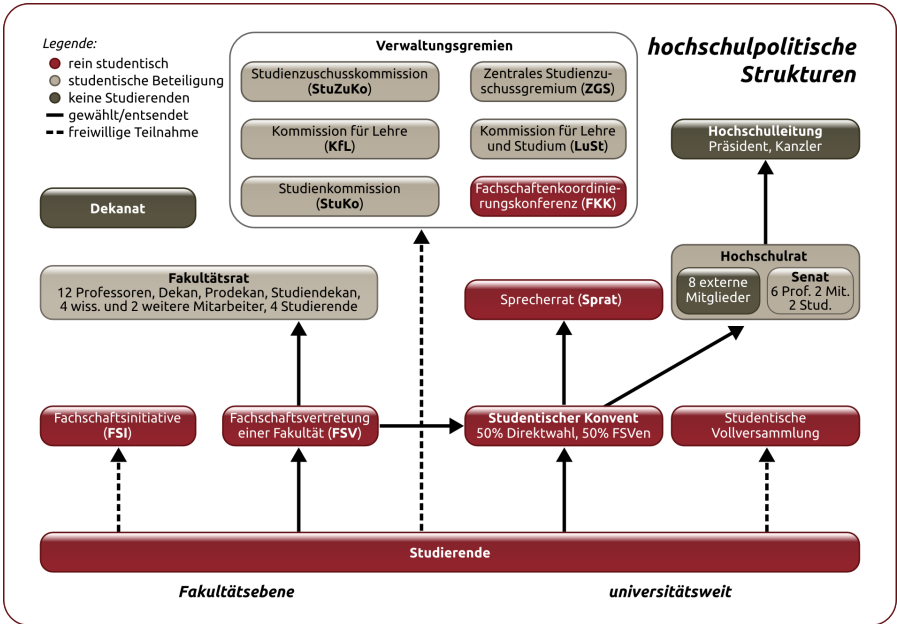 hochschulpolitische
Strukturen
Legende:
rein studentisch
studentische Beteiligung
keine Studierenden
gewählt/entsendet
freiwillige Teilnahme
Verwaltungsgremien
Studienzuschusskommission
(StuZuKo)
Zentrales Studienzu-
schussgremium (ZGS)
Kommission für Lehre
(KfL)
Kommission für Lehre
und Studium (LuSt)
Studienkommission
(StuKo)
Fachschaftenkoordinie-
rungskonferenz (FKK)
Hochschulleitung
Präsident, Kanzler
Dekanat
Fakultätsrat
12 Professoren, Dekan, Prodekan, Studiendekan,
4 wiss. und 2 weitere Mitarbeiter, 4 Studierende
Sprecherrat (Sprat)
Hochschulrat
8 externe
Mitglieder
Senat
6 Prof. 2 Mit.
2 Stud.
Fachschaftsinitiative
(FSI)
Fachschaftsvertretung
einer Fakultät (FSV)
Studentischer Konvent
50% Direktwahl, 50% FSVen
Studentische
Vollversammlung
Studierende
Fakultätsebene
universitätsweit